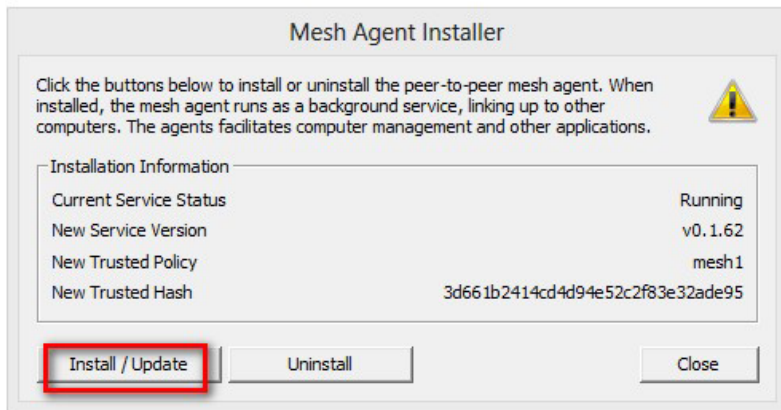 Mesh Agent Installer
Click the buttons below to install or uninstall the peer-to-peer mesh agent. When
installed, the mesh agent runs as a background service, linking up to other
computers. The agents facilitates computer management and other applications.
Installation Information
Current Service Status Running
New Service Version v0.1.62
New Trusted Policy mesh1
New Trusted Hash 3d661b2414cd4d94e52c2f83e32ade95
Install / Update Uninstall Close